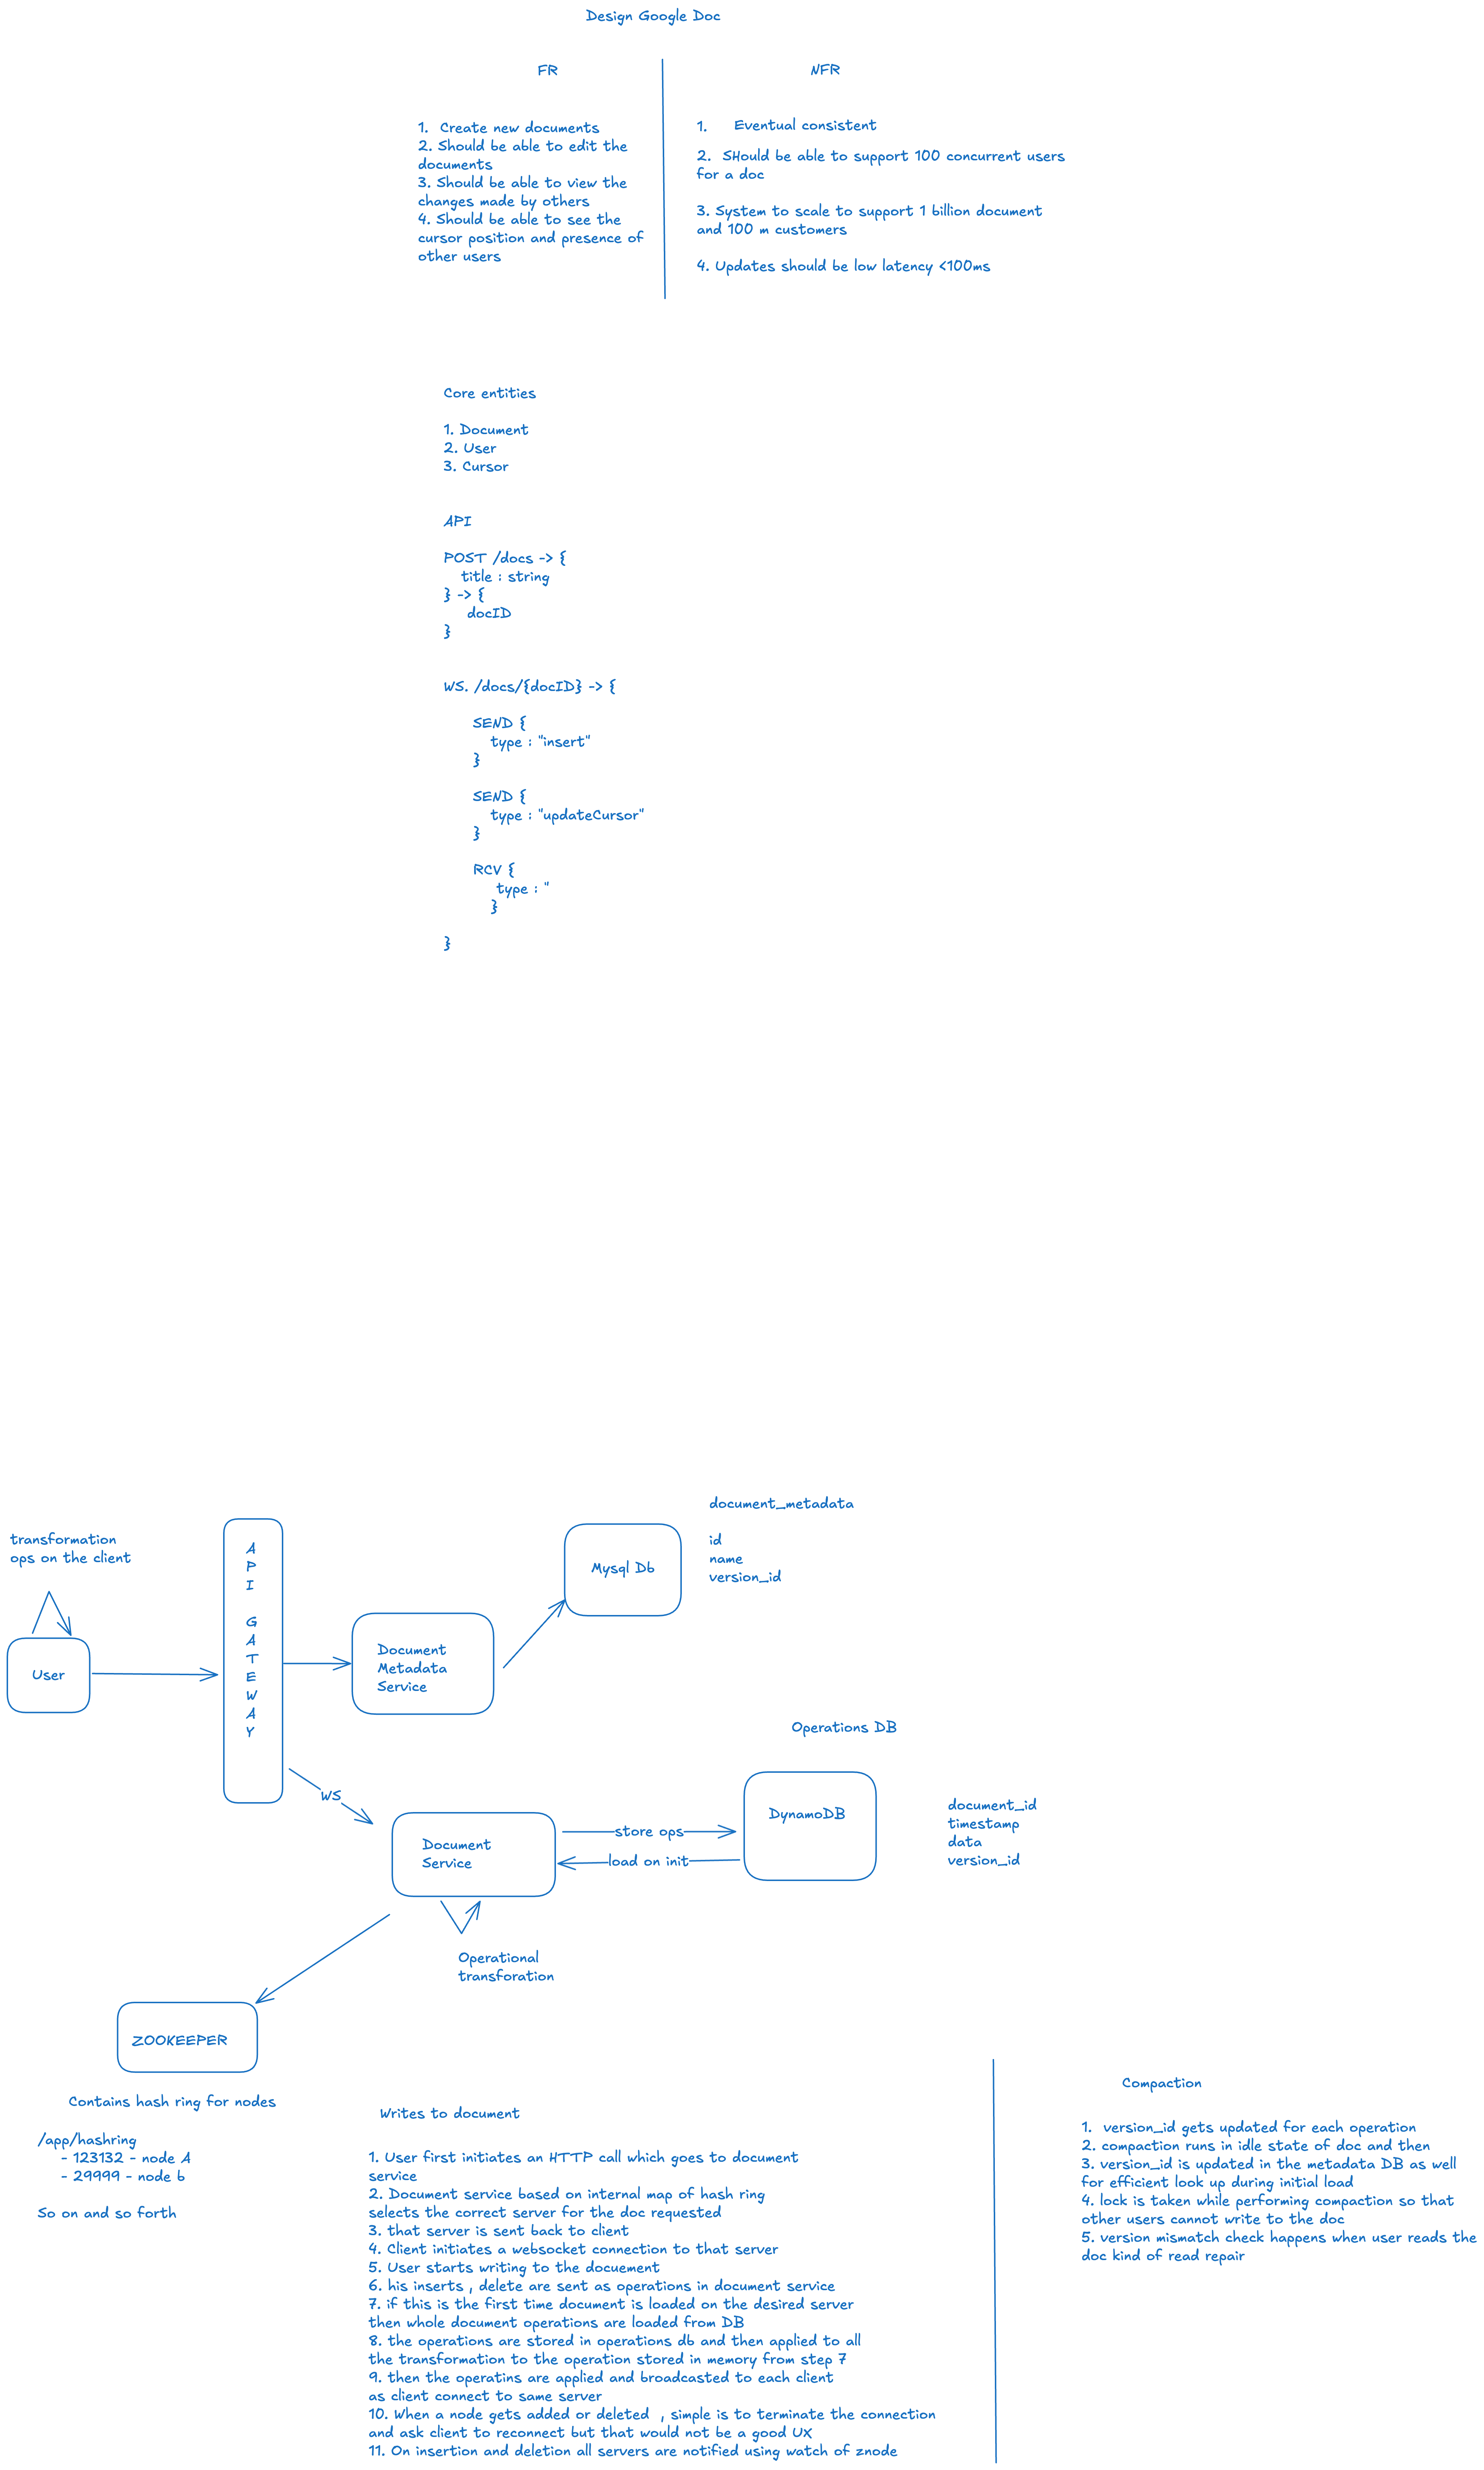 Design Google Doc
FR
1. Create new documents
2. Should be able to edit the
documents
3. Should be able to view the
changes made by others
4. Should be able to see the
cursor position and presence of
other users
NFR
1. Eventual consistent
2. SHould be able to support 100 concurrent users
for a doc
3. System to scale to support 1 billion document
and 100 m customers
4. Updates should be low latency <100ms
Core entities
1. Document
2. User
3. Cursor
API
POST /docs -> {
title : string
} -> {
docID
}
WS. /docs/{docID} -> {
SEND {
type : "insert"
}
SEND {
type : "updateCursor"
}
RCV {
type : "
}
}
transformation
ops on the client
User
API GATEWAY
Document
Metadata
Service
Mysql Db
document_metadata
id
name
version_id
WS
Document
Service
store ops
load on init
Operations DB
DynamoDB
document_id
timestamp
data
version_id
Operational
transforation
ZOOKEEPER
Contains hash ring for nodes
/app/hashring
- 123132 - node A
- 29999 - node b
So on and so forth
Writes to document
1. User first initiates an HTTP call which goes to document
service
2. Document service based on internal map of hash ring
selects the correct server for the doc requested
3. that server is sent back to client
4. Client initiates a websocket connection to that server
5. User starts writing to the docuement
6. his inserts , delete are sent as operations in document service
7. if this is the first time document is loaded on the desired server
then whole document operations are loaded from DB
8. the operations are stored in operations db and then applied to all
the transformation to the operation stored in memory from step 7
9. then the operatins are applied and broadcasted to each client
as client connect to same server
10. When a node gets added or deleted , simple is to terminate the connection
and ask client to reconnect but that would not be a good UX
11. On insertion and deletion all servers are notified using watch of znode
Compaction
1. version_id gets updated for each operation
2. compaction runs in idle state of doc and then
3. version_id is updated in the metadata DB as well
for efficient look up during initial load
4. lock is taken while performing compaction so that
other users cannot write to the doc
5. version mismatch check happens when user reads the
doc kind of read repair